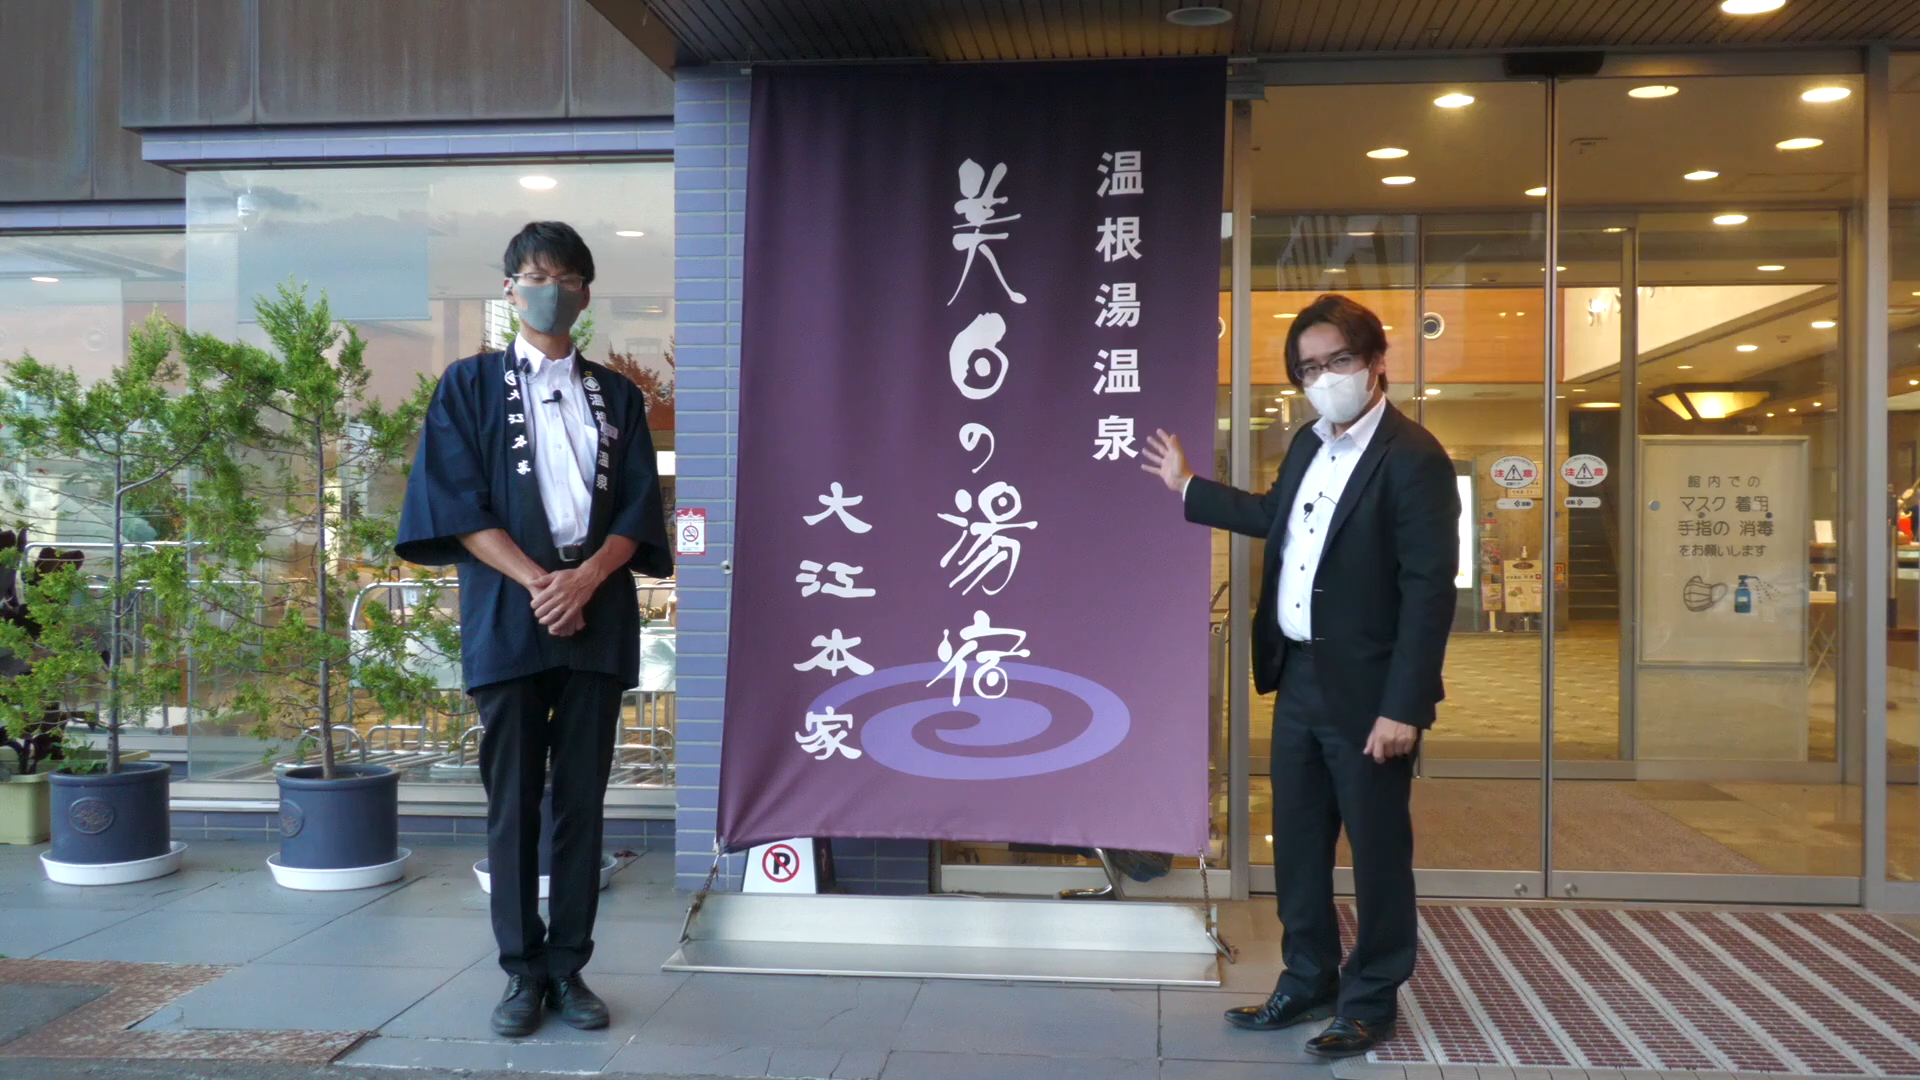 温根湯温泉
美白の湯宿
大江本家
大江本家
温根湯温泉
注意
注意
館内での
マスク着用
手指の消毒
をお願いします
P